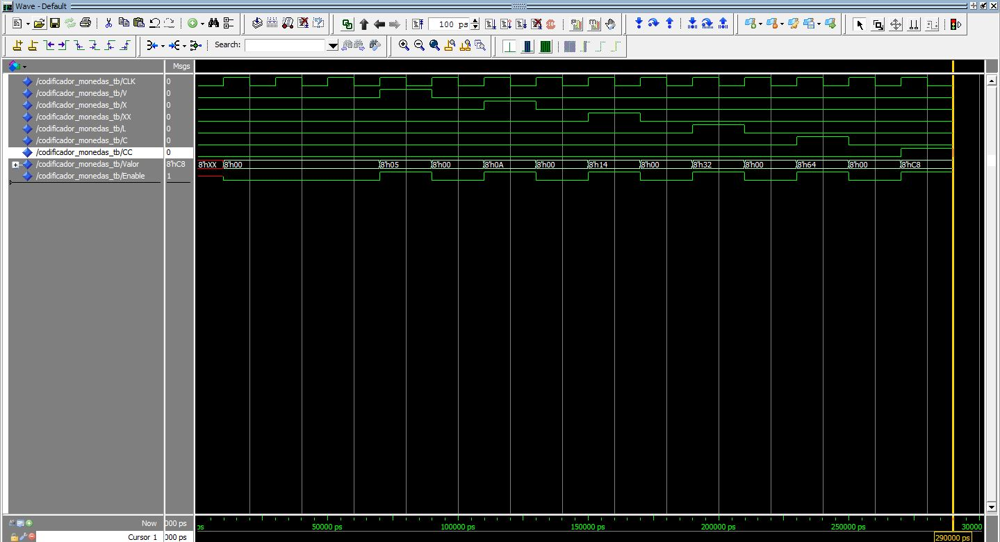 Wave - Default
100 ps
Search:
Msgs
/codificador_monedas_tb/CLK 0
/codificador_monedas_tb/V 0
/codificador_monedas_tb/X 0
/codificador_monedas_tb/XX 0
/codificador_monedas_tb/L 0
/codificador_monedas_tb/C 0
/codificador_monedas_tb/CC 0
/codificador_monedas_tb/Valor 8'hC8 8'hXX 8'h00 8'h05 8'h00 8'h0A 8'h00 8'h14 8'h00 8'h32 8'h00 8'h64 8'h00 8'hC8
/codificador_monedas_tb/Enable 1
Now 000 ps ps 50000 ps 100000 ps 150000 ps 200000 ps 250000 ps 30000
Cursor 1 000 ps 290000 ps